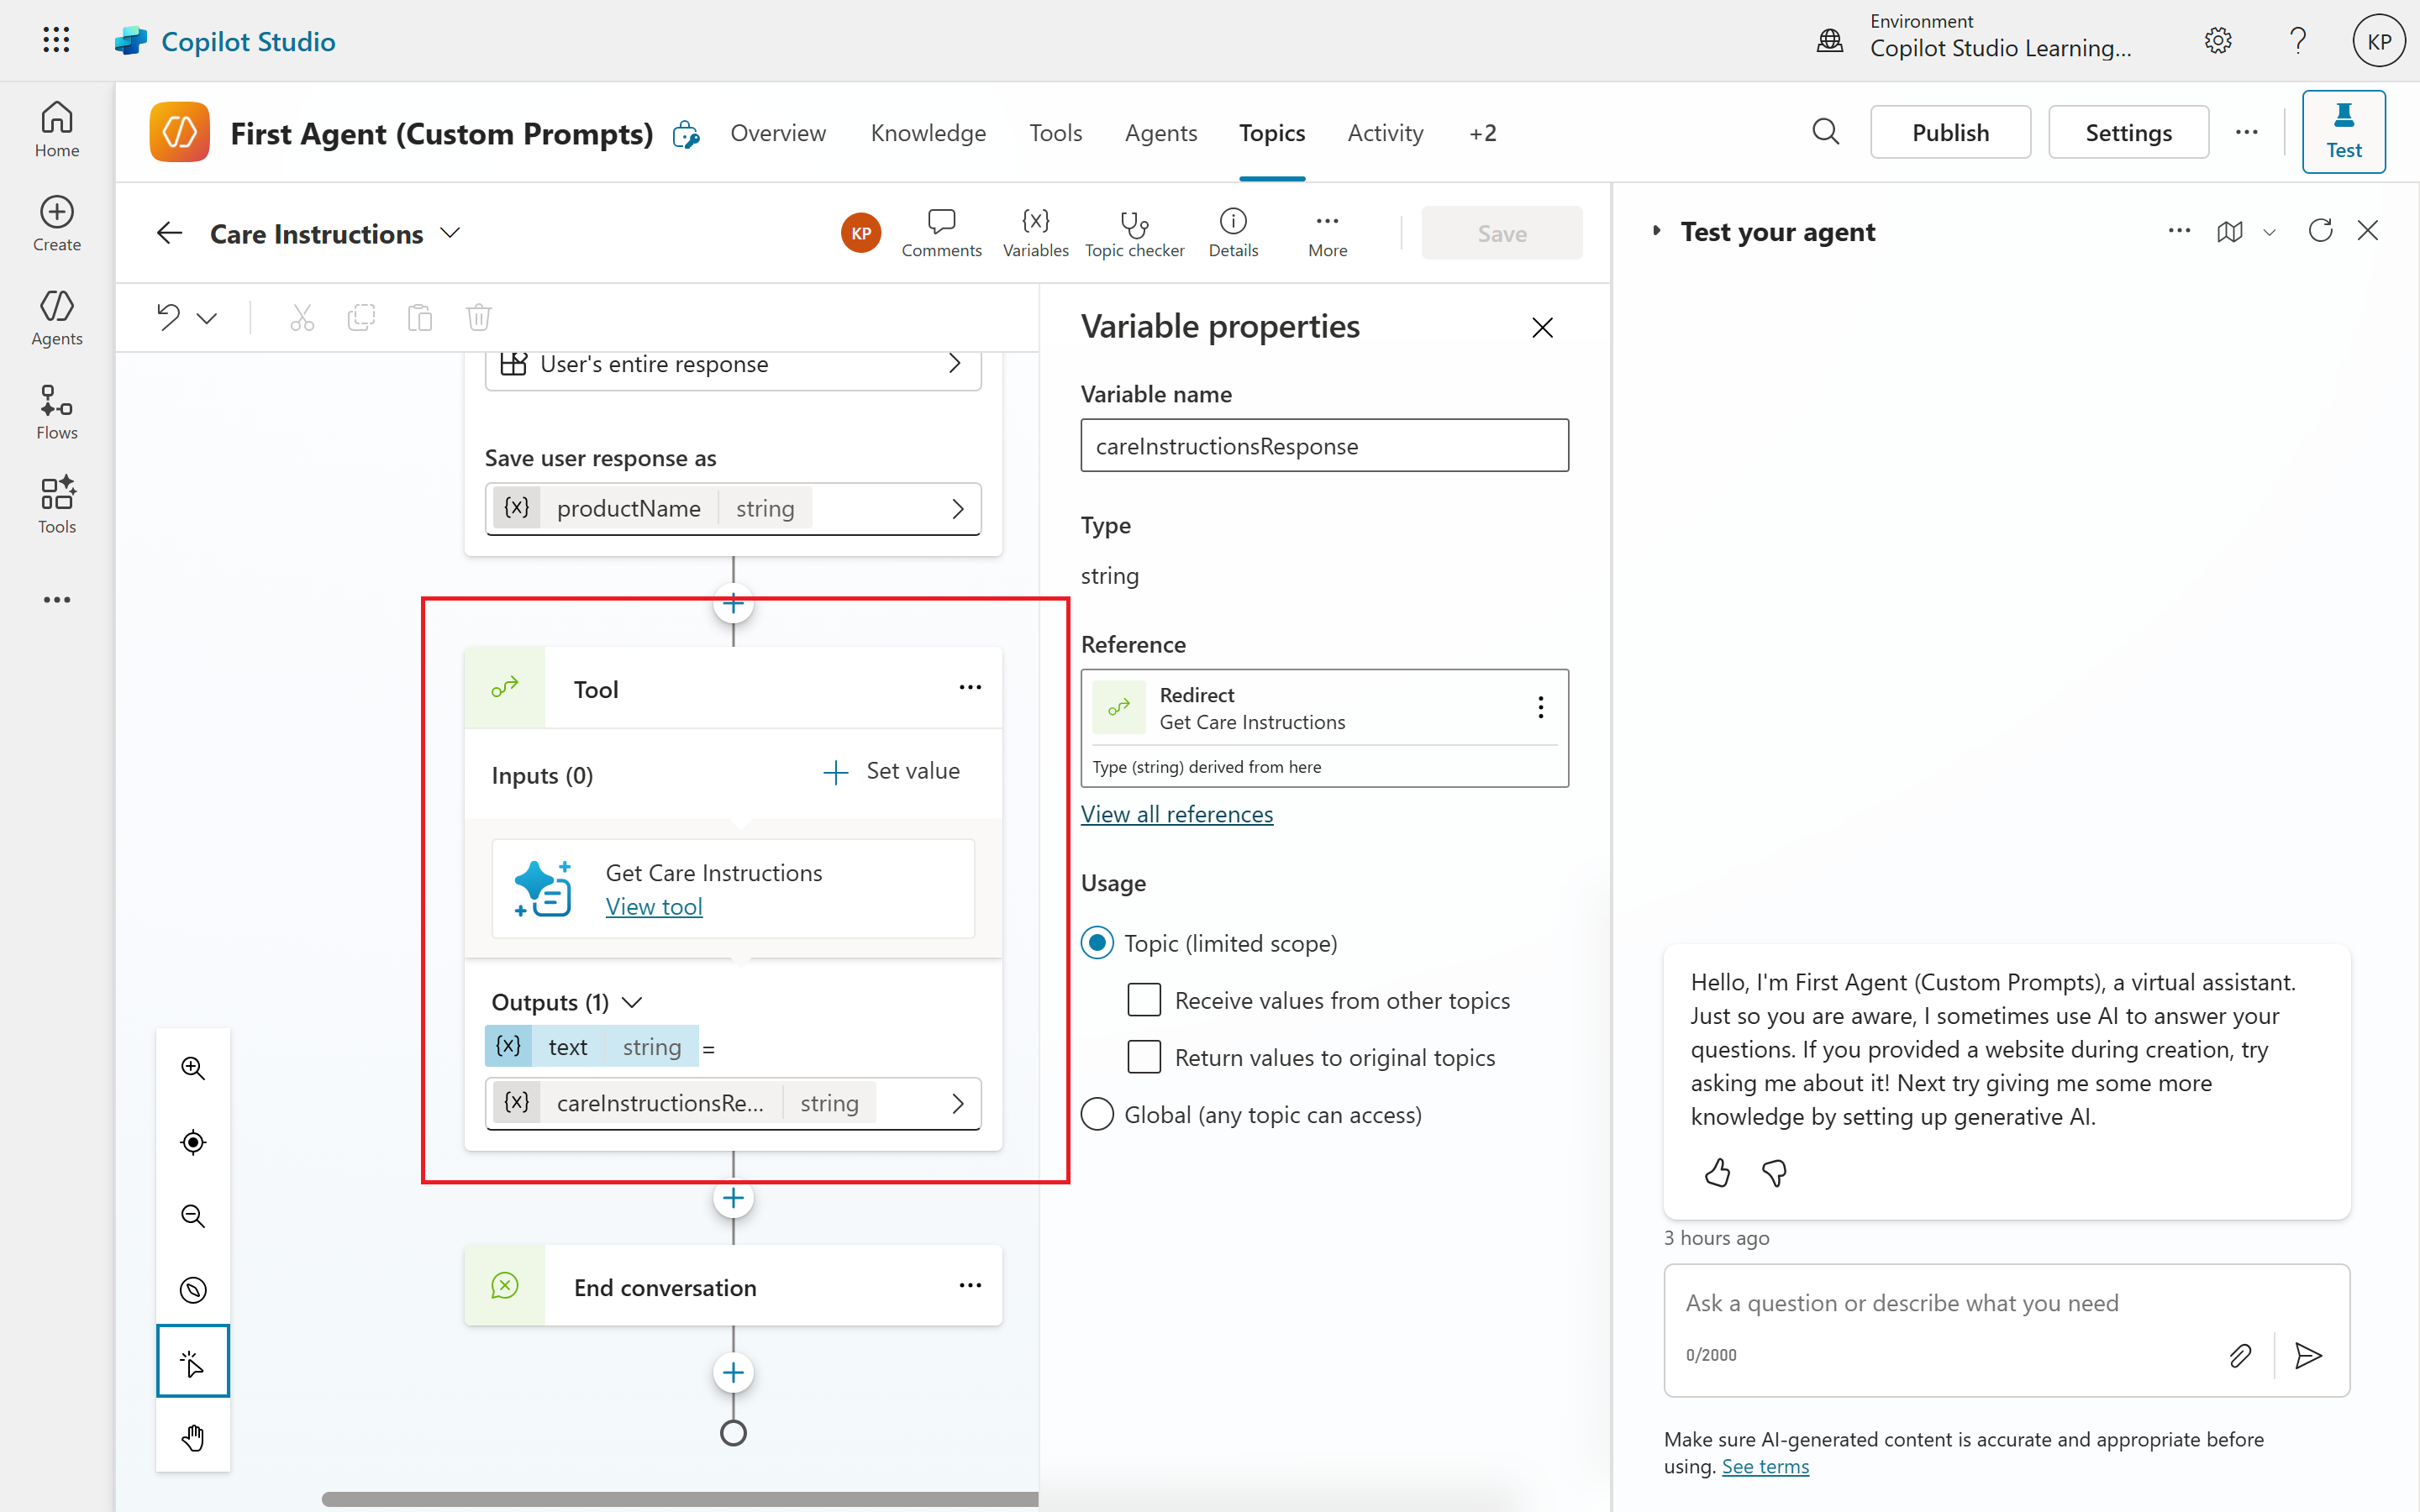 Copilot Studio
Environment
Copilot Studio Learning...
KP
Home
Create
Agents
Flows
Tools
First Agent (Custom Prompts)
Overview
Knowledge
Tools
Agents
Topics
Activity
+2
Publish
Settings
Test
Care Instructions
KP
Comments
Variables
Topic checker
Details
More
Save
User's entire response
Save user response as
{x} productName string
Tool
Inputs (0)
Set value
Get Care Instructions
View tool
Outputs (1)
{x} text string =
{x} careInstructionsRe... string
End conversation
Variable properties
Variable name
careInstructionsResponse
Type
string
Reference
Redirect
Get Care Instructions
Type (string) derived from here
View all references
Usage
Topic (limited scope)
Receive values from other topics
Return values to original topics
Global (any topic can access)
Test your agent
Hello, I'm First Agent (Custom Prompts), a virtual assistant.
Just so you are aware, I sometimes use AI to answer your
questions. If you provided a website during creation, try
asking me about it! Next try giving me some more
knowledge by setting up generative AI.
3 hours ago
Ask a question or describe what you need
0/2000
Make sure AI-generated content is accurate and appropriate before
using. See terms